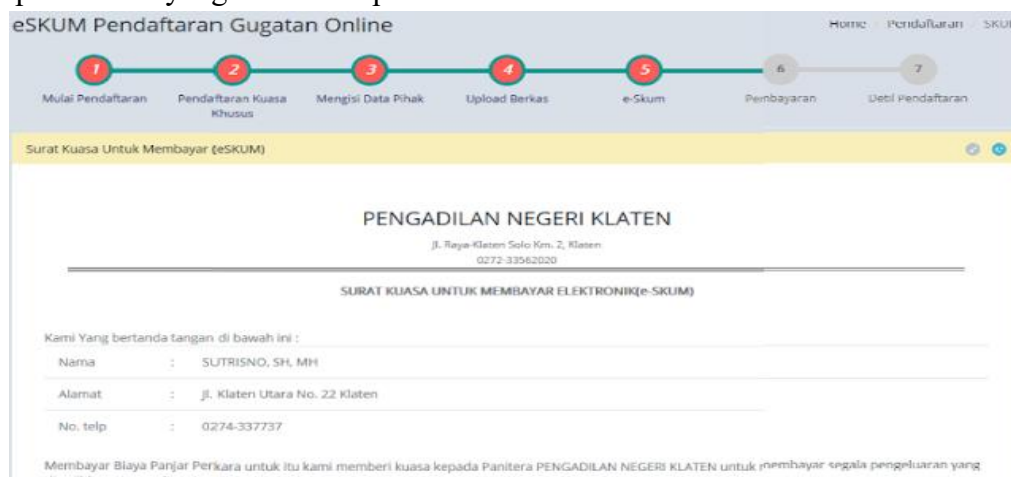 eSKUM Pendaftaran Gugatan Online
Home Pendaftaran SKU
1 2 3 4 5 6 7
Mulai Pendaftaran Pendaftaran Kuasa Khusus Mengisi Data Pihak Upload Berkas e-Skum Pembayaran Detil Pendaftaran
Surat Kuasa Untuk Membayar (eSKUM)
PENGADILAN NEGERI KLATEN
Jl. Raya-Klaten Solo Km. 2, Klaten
0272-33562020
SURAT KUASA UNTUK MEMBAYAR ELEKTRONIK(e-SKUM)
Kami Yang bertanda tangan di bawah ini :
Nama : SUTRISNO, SH, MH
Alamat : Jl. Klaten Utara No. 22 Klaten
No. telp : 0274-337737
Membayar Biaya Panjar Perkara untuk itu kami memberi kuasa kepada Panitera PENGADILAN NEGERI KLATEN untuk membayar segala pengeluaran yang